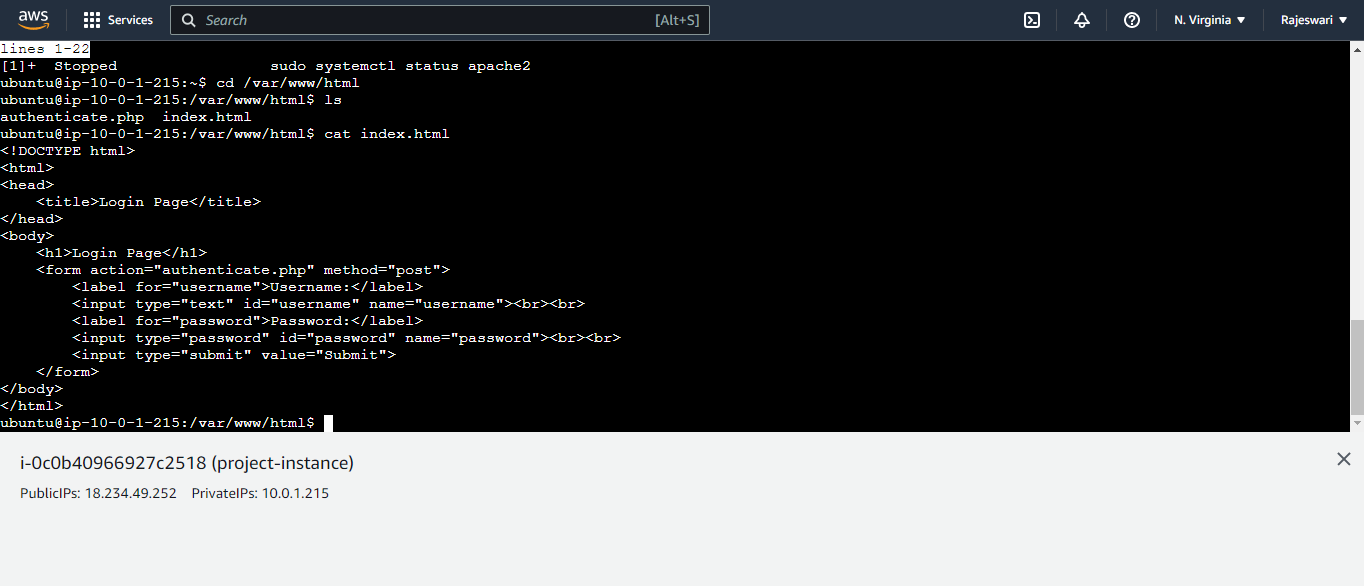 aws Services Search [Alt+S] N. Virginia Rajeswari
lines 1-22
[1]+  Stopped                 sudo systemctl status apache2
ubuntu@ip-10-0-1-215:~$ cd /var/www/html
ubuntu@ip-10-0-1-215:/var/www/html$ ls
authenticate.php  index.html
ubuntu@ip-10-0-1-215:/var/www/html$ cat index.html
<!DOCTYPE html>
<html>
<head>
    <title>Login Page</title>
</head>
<body>
    <h1>Login Page</h1>
    <form action="authenticate.php" method="post">
        <label for="username">Username:</label>
        <input type="text" id="username" name="username"><br><br>
        <label for="password">Password:</label>
        <input type="password" id="password" name="password"><br><br>
        <input type="submit" value="Submit">
    </form>
</body>
</html>
ubuntu@ip-10-0-1-215:/var/www/html$
i-0c0b40966927c2518 (project-instance)
PublicIPs: 18.234.49.252 PrivateIPs: 10.0.1.215